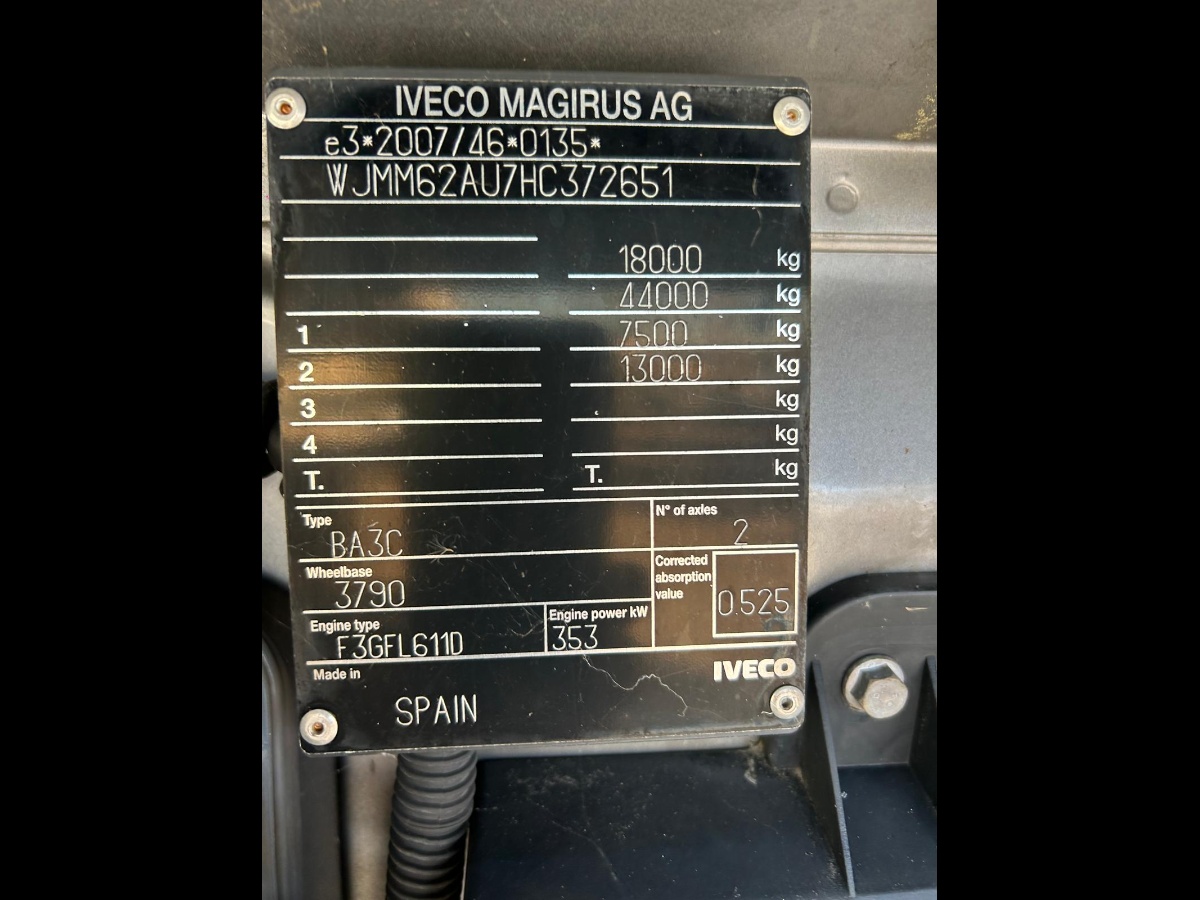 IVECO MAGIRUS AG
e3*2007/46*0135*
WJMM62AU7HC372651
18000 kg
44000 kg
1 7500 kg
2 13000 kg
3 kg
4 kg
T. T. kg
Type BA3C
N° of axles 2
Wheelbase 3790
Corrected absorption value 0.525
Engine type F3GFL611D
Engine power kW 353
Made in SPAIN
IVECO